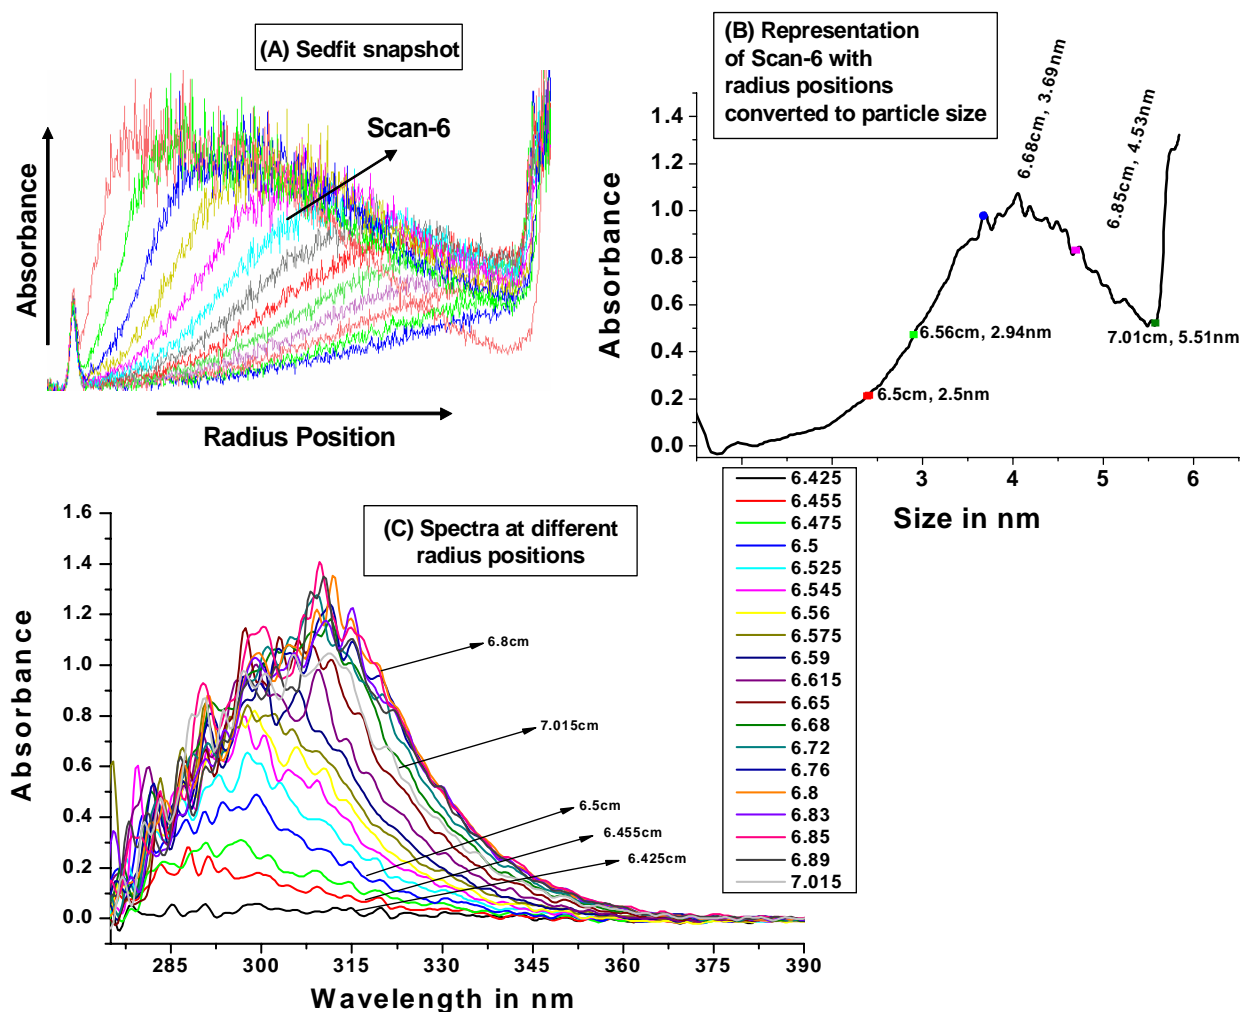 (A) Sedfit snapshot
Scan-6
Absorbance
Radius Position
(B) Representation
of Scan-6 with
radius positions
converted to particle size
1.4
1.2
1.0
0.8
0.6
0.4
0.2
0.0
Absorbance
6.68cm, 3.69nm
6.85cm, 4.53nm
6.56cm, 2.94nm
7.01cm, 5.51nm
6.5cm, 2.5nm
3
4
5
6
Size in nm
(C) Spectra at different
radius positions
1.6
1.4
1.2
1.0
0.8
0.6
0.4
0.2
0.0
Absorbance
6.8cm
7.015cm
6.5cm
6.455cm
6.425cm
285
300
315
330
345
360
375
390
Wavelength in nm
6.425
6.455
6.475
6.5
6.525
6.545
6.56
6.575
6.59
6.615
6.65
6.68
6.72
6.76
6.8
6.83
6.85
6.89
7.015